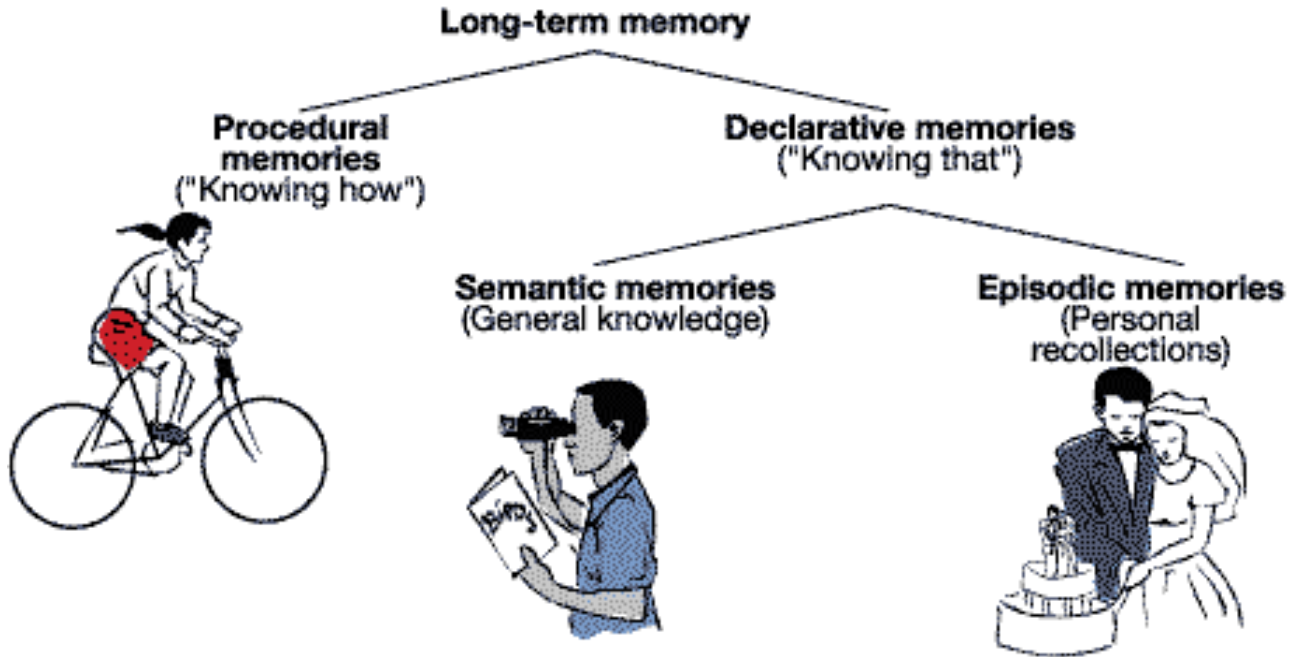 Long-term memory
Procedural
memories
("Knowing how")
Declarative memories
("Knowing that")
Semantic memories
(General knowledge)
Episodic memories
(Personal
recollections)
Birds